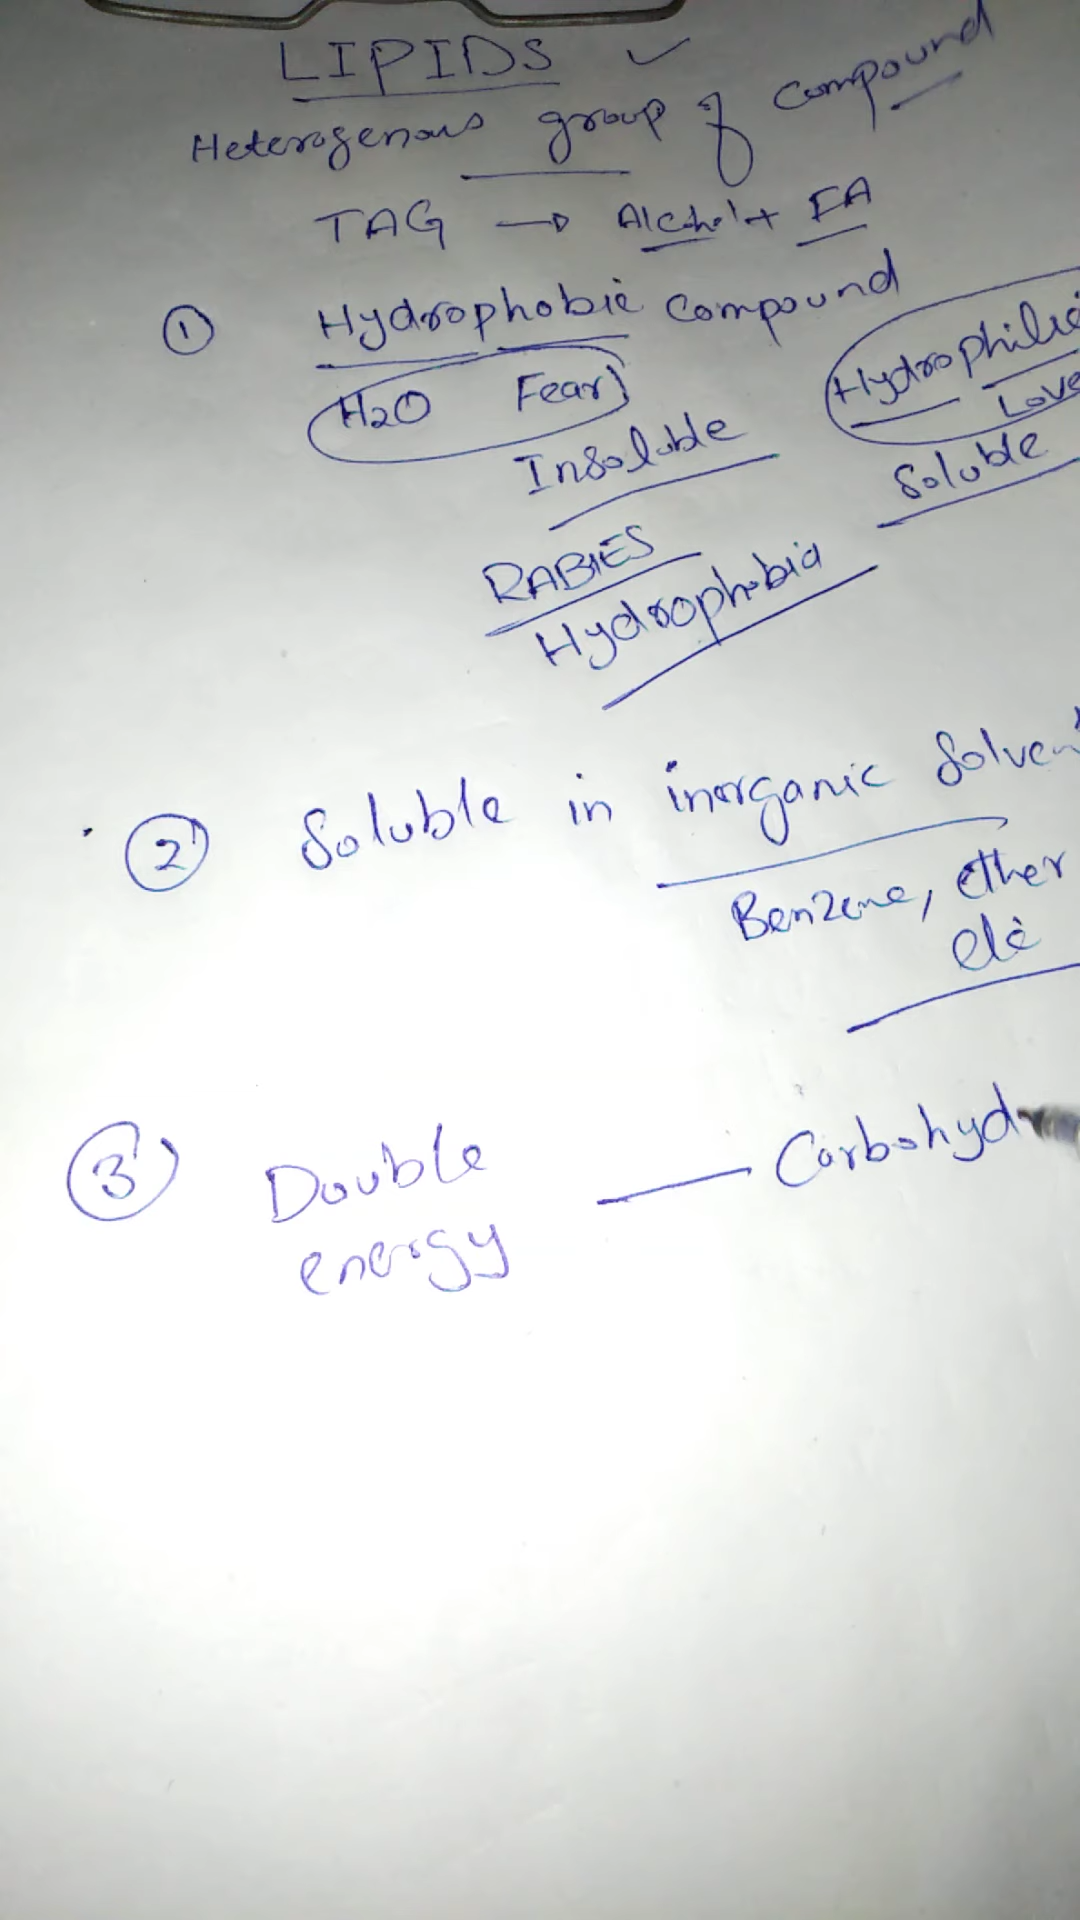 LIPIDS ✓
Heterogenous group of compound
TAG → Alcohol + FA
① Hydrophobic compound
H2O Fear
Hydrophilic
Love
Insoluble
Soluble
RABIES
Hydrophobia
② Soluble in inorganic Solvent
Benzene, ether
etc
③ Double — Carbohyd
energy